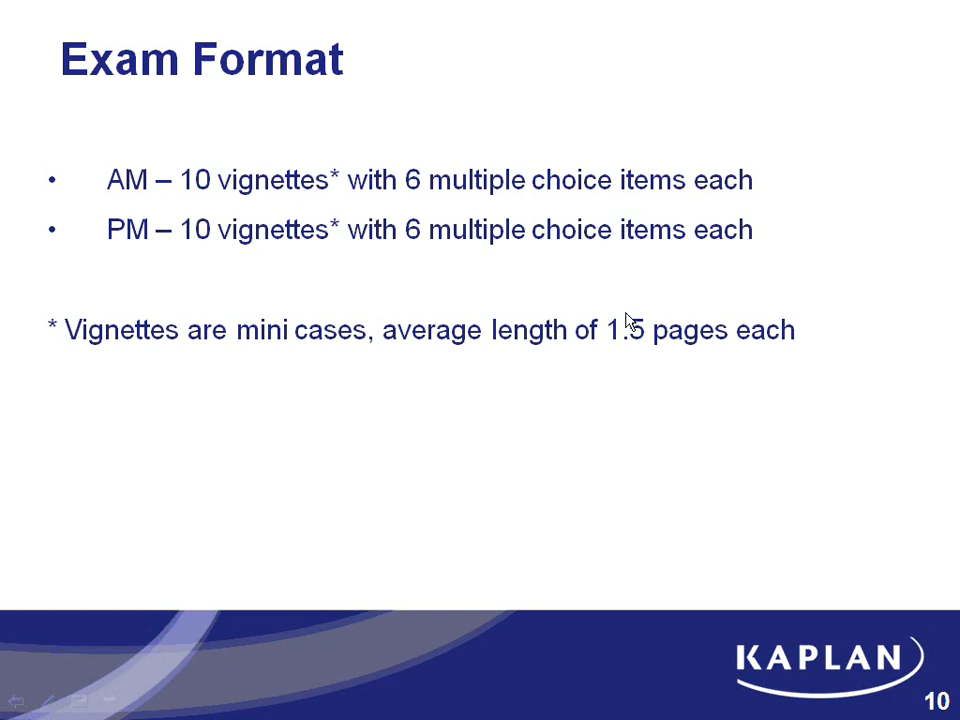 Exam Format
• AM – 10 vignettes* with 6 multiple choice items each
• PM – 10 vignettes* with 6 multiple choice items each
* Vignettes are mini cases, average length of 1.5 pages each
KAPLAN
10